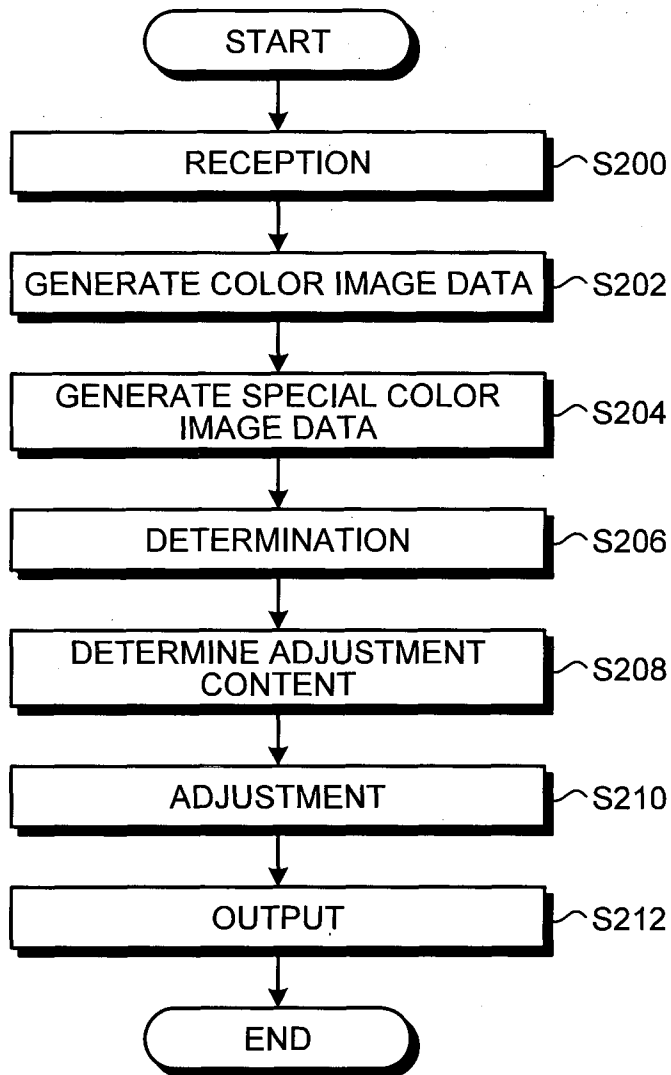 START
RECEPTION
S200
GENERATE COLOR IMAGE DATA
S202
GENERATE SPECIAL COLOR
IMAGE DATA
S204
DETERMINATION
S206
DETERMINE ADJUSTMENT
CONTENT
S208
ADJUSTMENT
S210
OUTPUT
S212
END